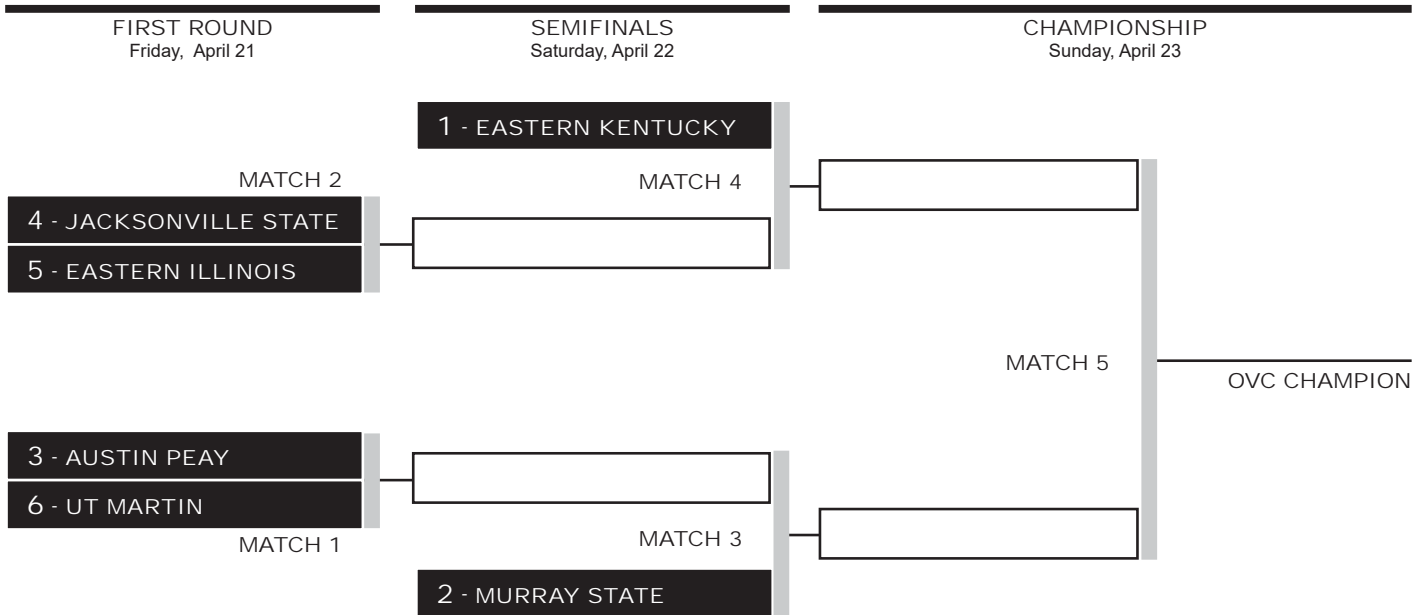 FIRST ROUND
Friday, April 21
SEMIFINALS
Saturday, April 22
CHAMPIONSHIP
Sunday, April 23
1 - EASTERN KENTUCKY
MATCH 2
MATCH 4
4 - JACKSONVILLE STATE
5 - EASTERN ILLINOIS
MATCH 5
OVC CHAMPION
3 - AUSTIN PEAY
6 - UT MARTIN
MATCH 1
MATCH 3
2 - MURRAY STATE